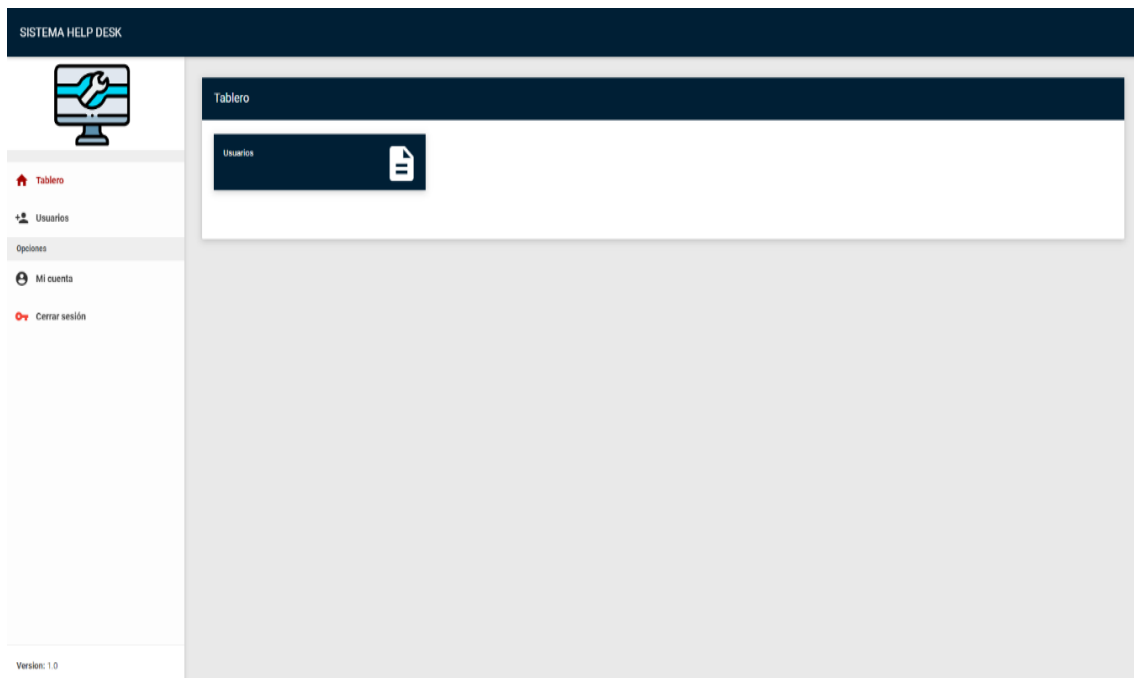 SISTEMA HELP DESK
Tablero
Usuarios
Opciones
Mi cuenta
Cerrar sesión
Version: 1.0
Tablero
Usuarios